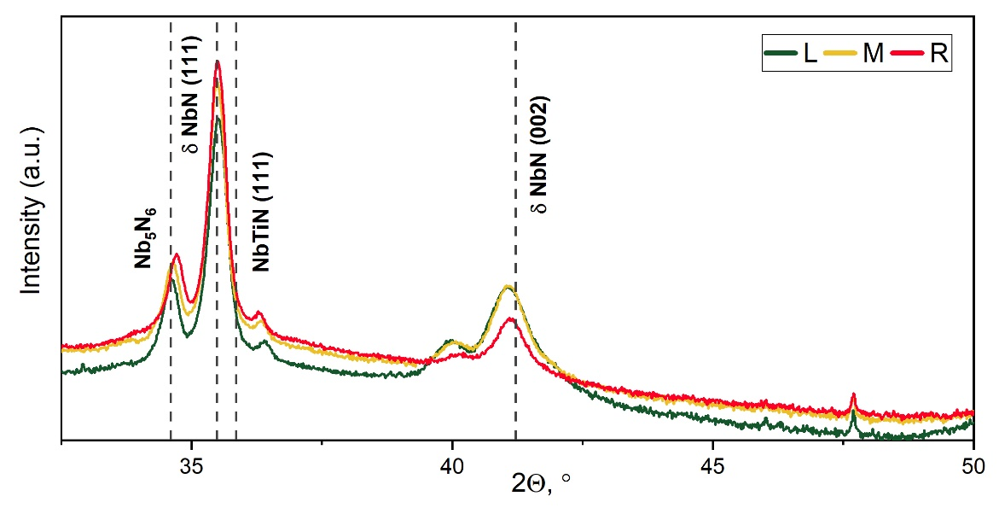 L M R
Nb5N6
δ NbN (111)
NbTiN (111)
δ NbN (002)
Intensity (a.u.)
35 40 45 50
2Θ, °